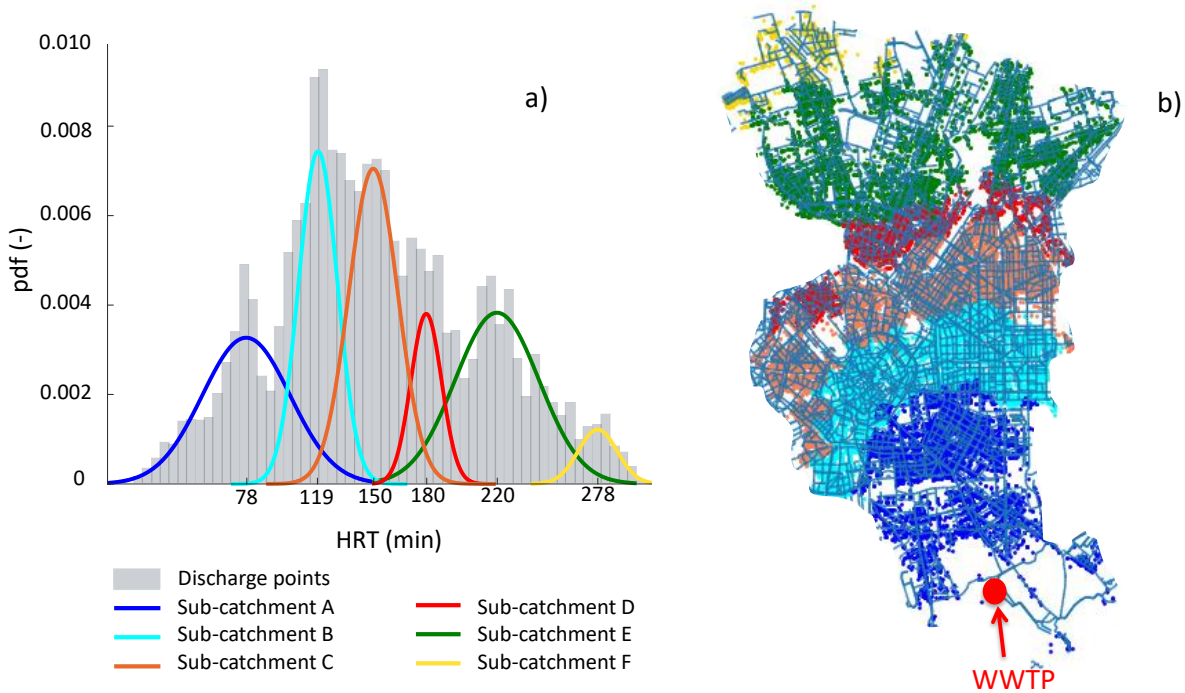 a)
b)
pdf (-)
0.010
0.008
0.006
0.004
0.002
0
78 119 150 180 220 278
HRT (min)
Discharge points
Sub-catchment A
Sub-catchment B
Sub-catchment C
Sub-catchment D
Sub-catchment E
Sub-catchment F
WWTP